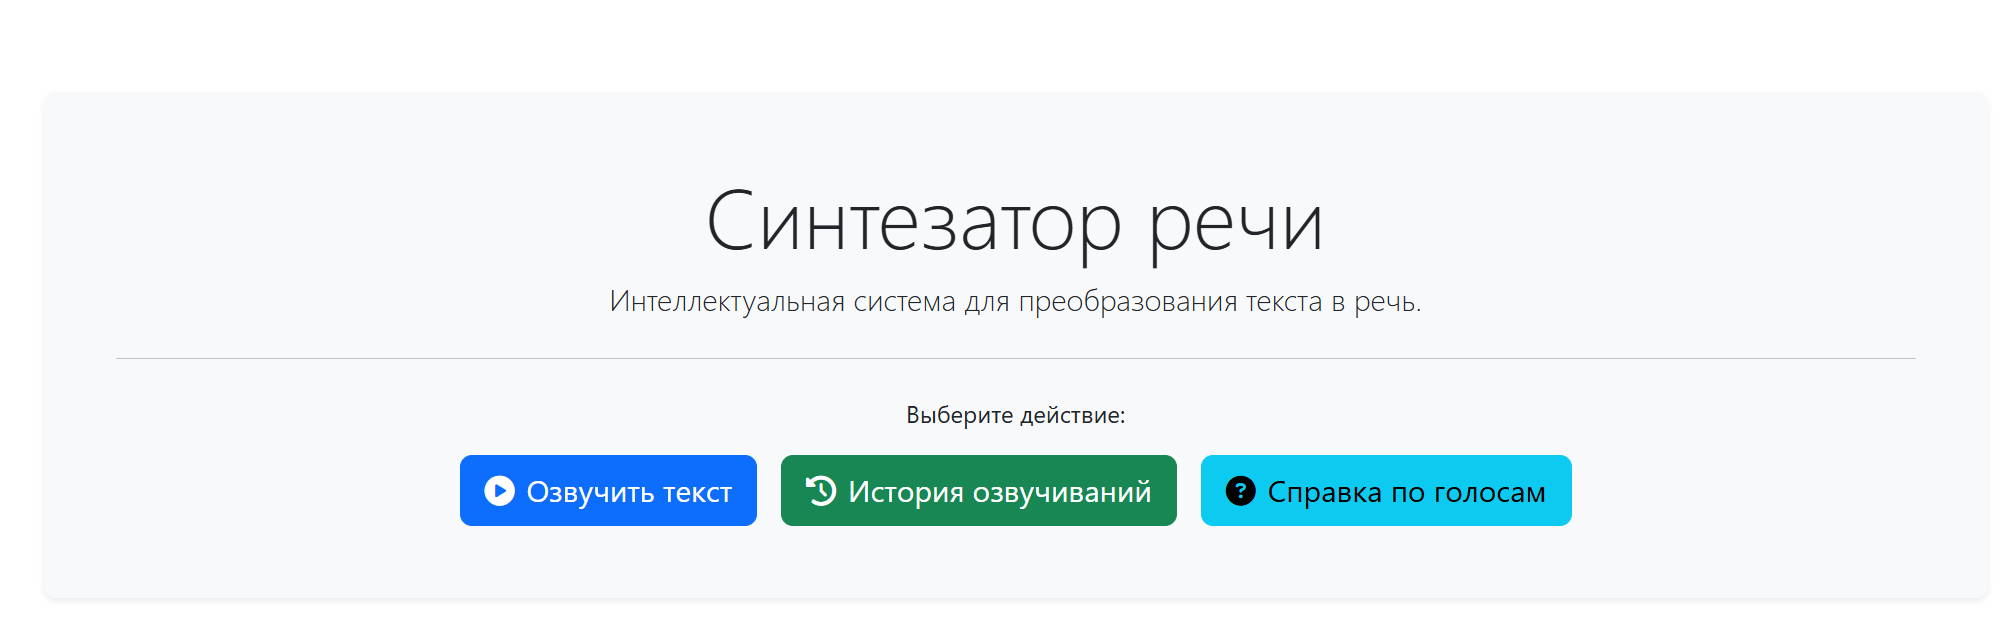 Синтезатор речи
Интеллектуальная система для преобразования текста в речь.
Выберите действие:
Озвучить текст
История озвучиваний
Справка по голосам